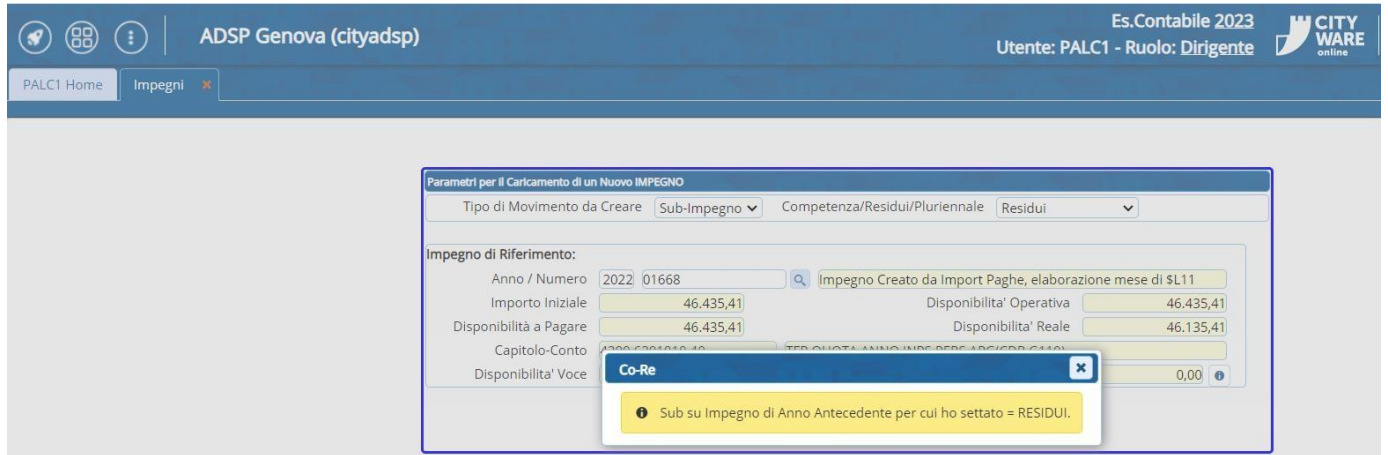 ADSP Genova (cityadsp)
Es.Contabile 2023
Utente: PALC1 - Ruolo: Dirigente
CITY
WARE
online
PALC1 Home
Impegni
Parametri per il Caricamento di un Nuovo IMPEGNO
Tipo di Movimento da Creare Sub-Impegno Competenza/Residui/Pluriennale Residui
Impegno di Riferimento:
Anno / Numero 2022 01668 Impegno Creato da Import Paghe, elaborazione mese di $L11
Importo Iniziale 46.435,41 Disponibilita' Operativa 46.435,41
Disponibilità a Pagare 46.435,41 Disponibilita' Reale 46.135,41
Capitolo-Conto
Disponibilita' Voce 0,00
Co-Re
Sub su Impegno di Anno Antecedente per cui ho settato = RESIDUI.